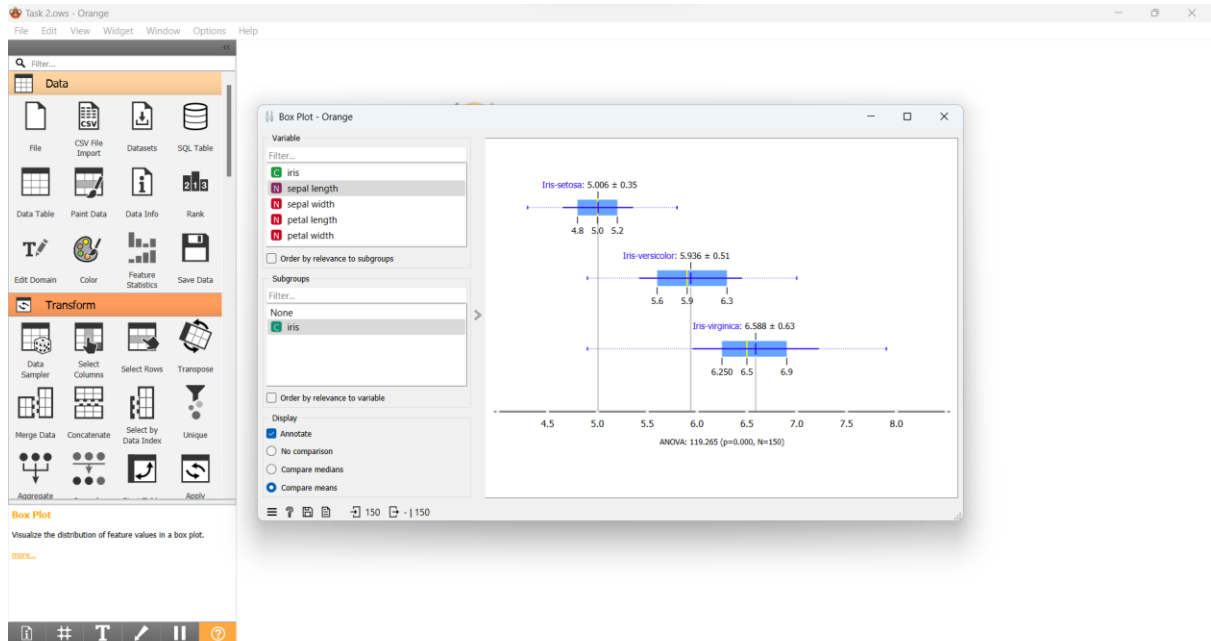 Task 2.ows - Orange
File Edit View Widget Window Options Help
Filter...
Data
File
CSV
CSV File Import
Datasets
SQL Table
Data Table
Paint Data
Data Info
Rank
Edit Domain
Color
Feature Statistics
Save Data
Transform
Data Sampler
Select Columns
Select Rows
Transpose
Merge Data
Concatenate
Select by Data Index
Unique
Aggregate
Apply
Box Plot
Visualize the distribution of feature values in a box plot.
more...
Box Plot - Orange
Variable
Filter...
C iris
N sepal length
N sepal width
N petal length
N petal width
Order by relevance to subgroups
Subgroups
Filter...
None
C iris
Order by relevance to variable
Display
Annotate
No comparison
Compare medians
Compare means
150 - | 150
Iris-setosa: 5.006 ± 0.35
4.8 5.0 5.2
Iris-versicolor: 5.936 ± 0.51
5.6 5.9 6.3
Iris-virginica: 6.588 ± 0.63
6.250 6.5 6.9
4.5 5.0 5.5 6.0 6.5 7.0 7.5 8.0
ANOVA: 119.265 (p=0.000, N=150)